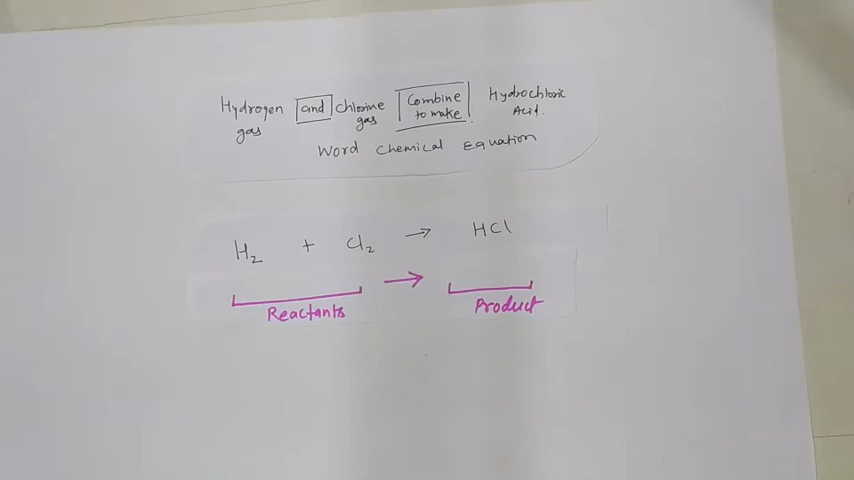 Hydrogen and Chlorine Combine Hydrochloric
gas gas to make Acid.
Word Chemical Equation
H₂ + Cl₂ → HCl
→
Reactants Product